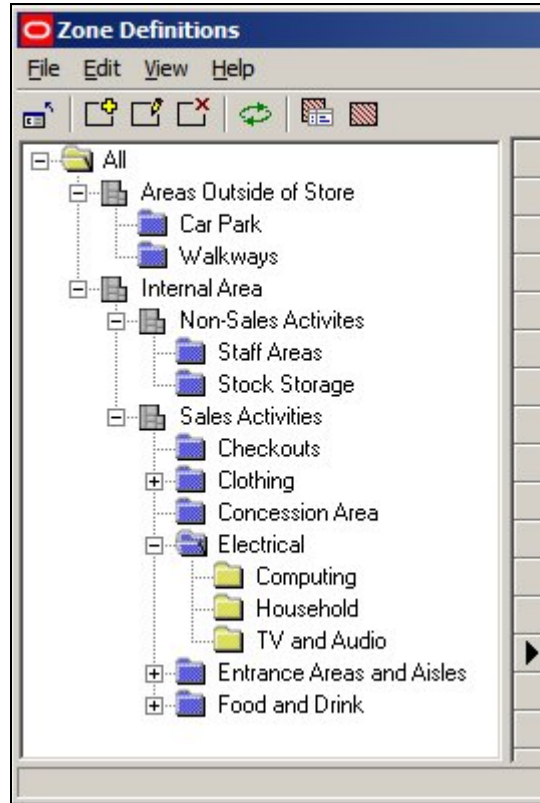 Zone Definitions
File Edit View Help
All
Areas Outside of Store
Car Park
Walkways
Internal Area
Non-Sales Activites
Staff Areas
Stock Storage
Sales Activities
Checkouts
Clothing
Concession Area
Electrical
Computing
Household
TV and Audio
Entrance Areas and Aisles
Food and Drink